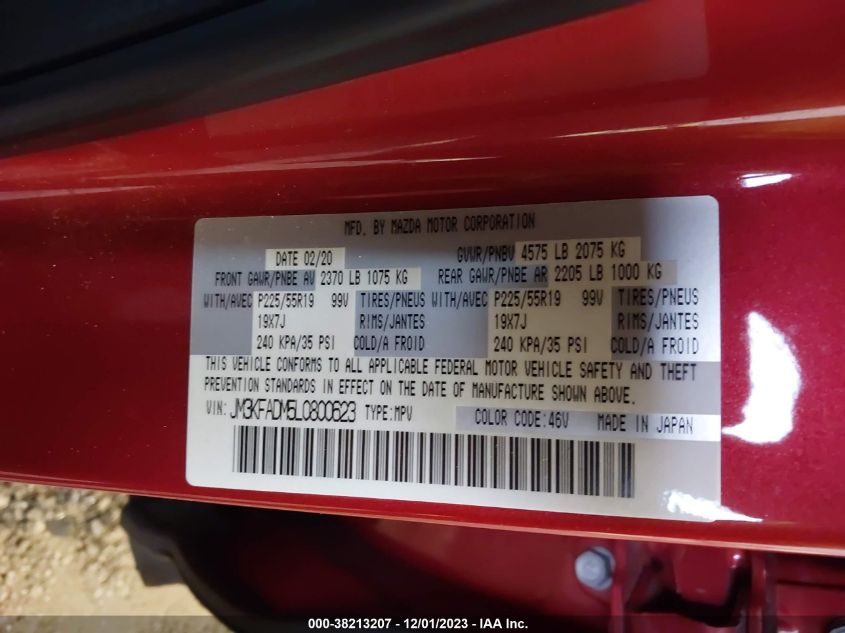 MFD. BY MAZDA MOTOR CORPORATION
DATE 02/20 GVWR/PNBV 4575 LB 2075 KG
FRONT GAWR/PNBE AV 2370 LB 1075 KG REAR GAWR/PNBE AR 2205 LB 1000 KG
WITH/AVEC P225/55R19 99V TIRES/PNEUS WITH/AVEC P225/55R19 99V TIRES/PNEUS
19X7J RIMS/JANTES 19X7J RIMS/JANTES
240 KPA/35 PSI COLD/A FROID 240 KPA/35 PSI COLD/A FROID
THIS VEHICLE CONFORMS TO ALL APPLICABLE FEDERAL MOTOR VEHICLE SAFETY AND THEFT
PREVENTION STANDARDS IN EFFECT ON THE DATE OF MANUFACTURE SHOWN ABOVE.
VIN: JM3KFADM5L0800623 TYPE:MPV COLOR CODE:46V MADE IN JAPAN
000-38213207 - 12/01/2023 - IAA Inc.